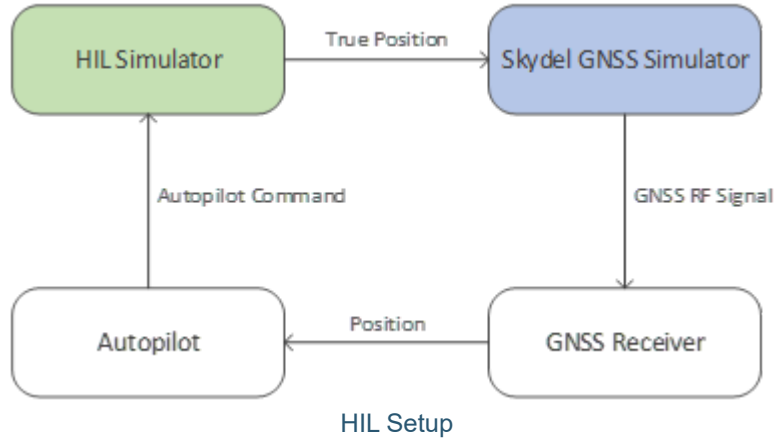 HIL Simulator
True Position
Skydel GNSS Simulator
Autopilot Command
GNSS RF Signal
Autopilot
Position
GNSS Receiver
HIL Setup